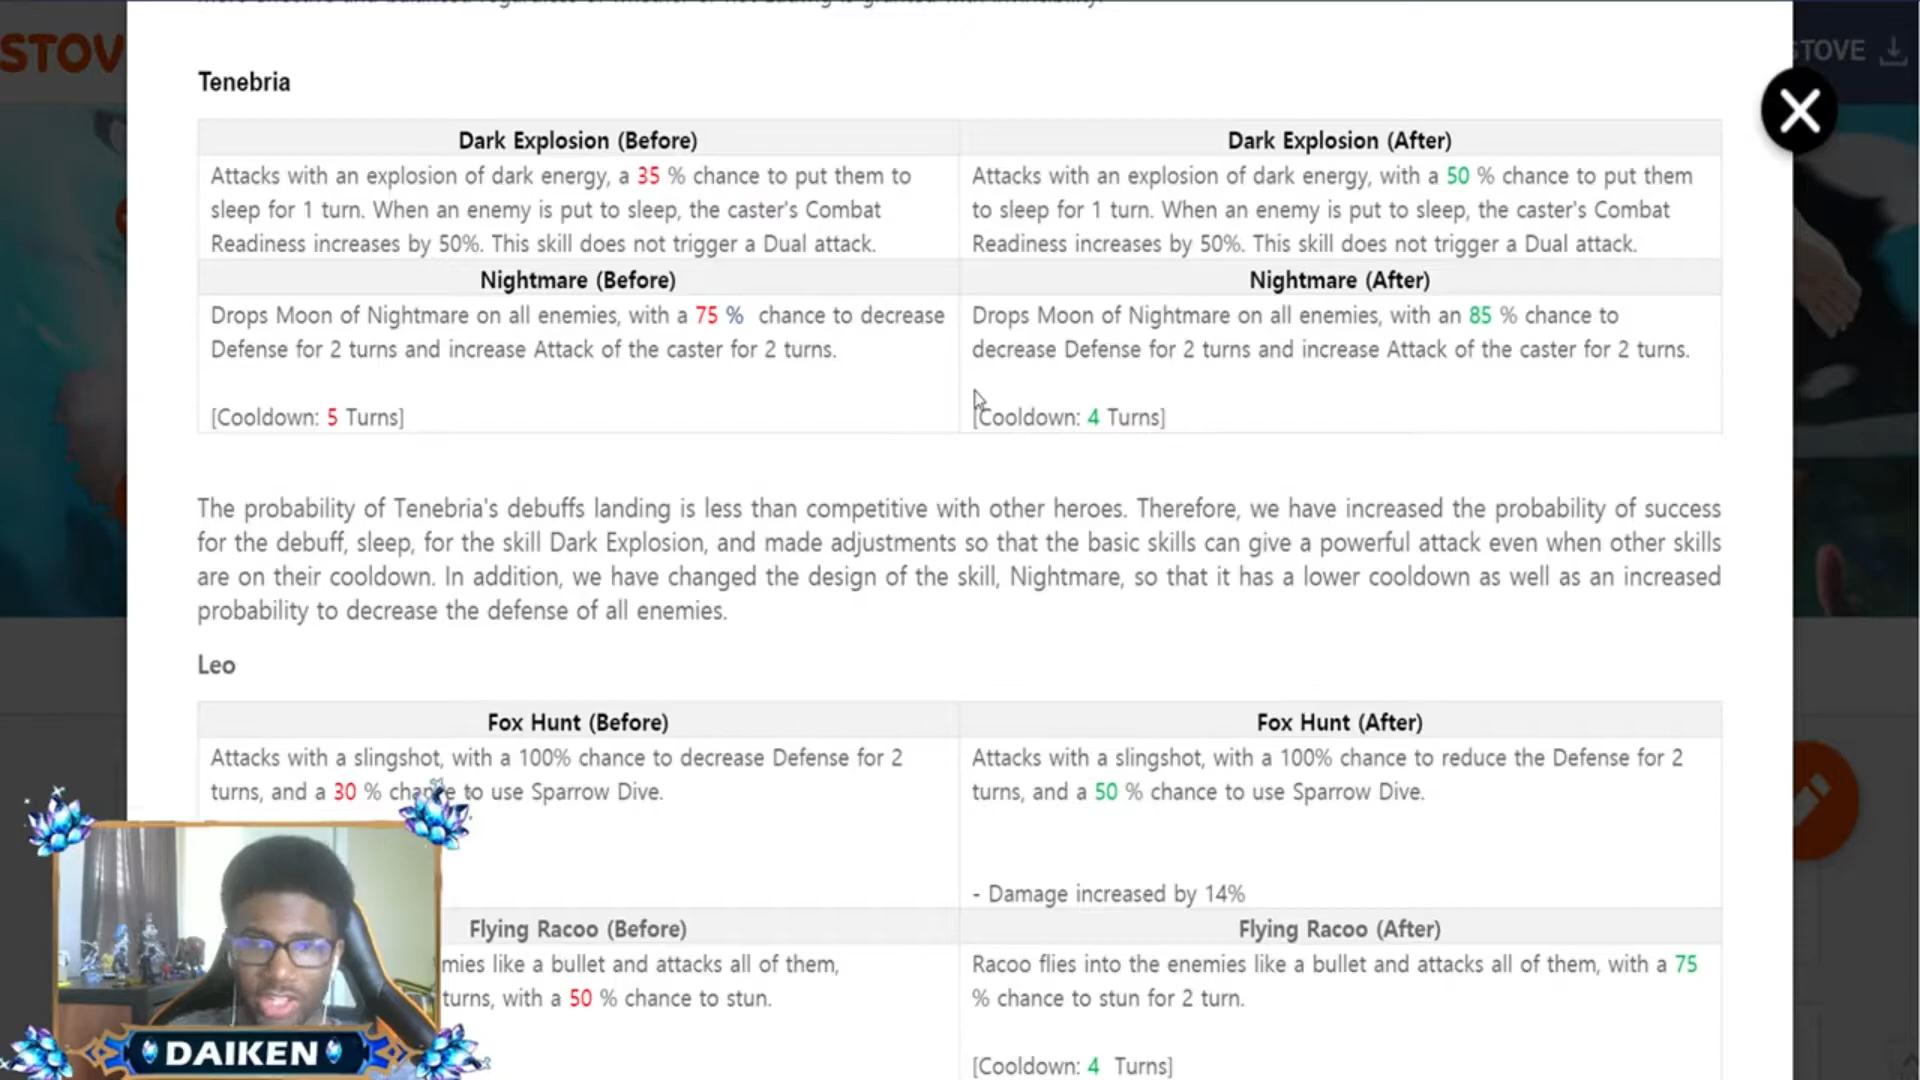 STOV
STOVE
Tenebria
Dark Explosion (Before)
Dark Explosion (After)
Attacks with an explosion of dark energy, a 35 % chance to put them to
sleep for 1 turn. When an enemy is put to sleep, the caster's Combat
Readiness increases by 50%. This skill does not trigger a Dual attack.
Attacks with an explosion of dark energy, with a 50 % chance to put them
to sleep for 1 turn. When an enemy is put to sleep, the caster's Combat
Readiness increases by 50%. This skill does not trigger a Dual attack.
Nightmare (Before)
Nightmare (After)
Drops Moon of Nightmare on all enemies, with a 75 % chance to decrease
Defense for 2 turns and increase Attack of the caster for 2 turns.
[Cooldown: 5 Turns]
Drops Moon of Nightmare on all enemies, with an 85 % chance to
decrease Defense for 2 turns and increase Attack of the caster for 2 turns.
[Cooldown: 4 Turns]
The probability of Tenebria's debuffs landing is less than competitive with other heroes. Therefore, we have increased the probability of success
for the debuff, sleep, for the skill Dark Explosion, and made adjustments so that the basic skills can give a powerful attack even when other skills
are on their cooldown. In addition, we have changed the design of the skill, Nightmare, so that it has a lower cooldown as well as an increased
probability to decrease the defense of all enemies.
Leo
Fox Hunt (Before)
Fox Hunt (After)
Attacks with a slingshot, with a 100% chance to decrease Defense for 2
turns, and a 30 % chance to use Sparrow Dive.
Attacks with a slingshot, with a 100% chance to reduce the Defense for 2
turns, and a 50 % chance to use Sparrow Dive.
- Damage increased by 14%
Flying Racoo (Before)
Flying Racoo (After)
mies like a bullet and attacks all of them,
turns, with a 50 % chance to stun.
Racoo flies into the enemies like a bullet and attacks all of them, with a 75
% chance to stun for 2 turn.
[Cooldown: 4 Turns]
DAIKEN